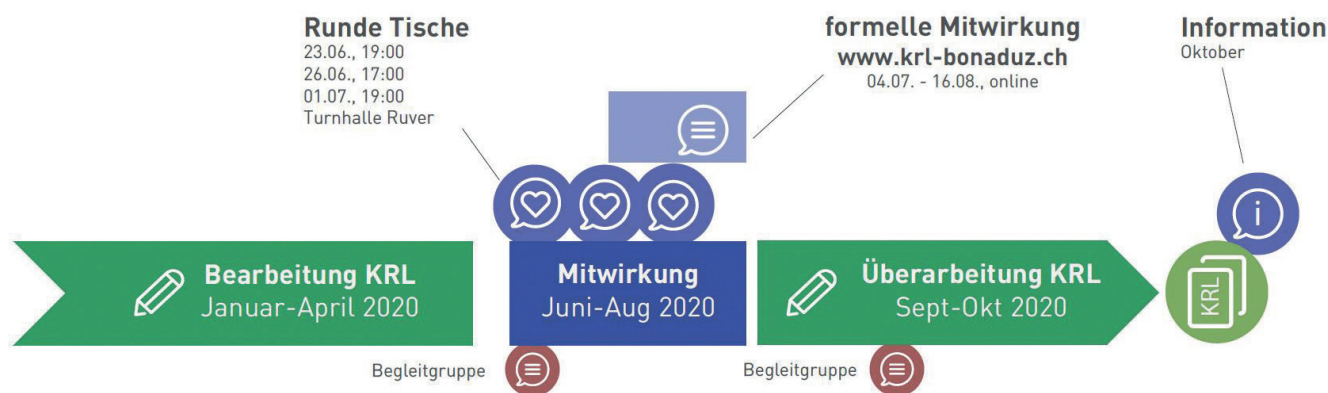 Runde Tische
23.06., 19:00
26.06., 17:00
01.07., 19:00
Turnhalle Ruver
formelle Mitwirkung
www.krl-bonaduz.ch
04.07. - 16.08., online
Information
Oktober
Bearbeitung KRL
Januar-April 2020
Mitwirkung
Juni-Aug 2020
Überarbeitung KRL
Sept-Okt 2020
i
KRL
Begleitgruppe
Begleitgruppe